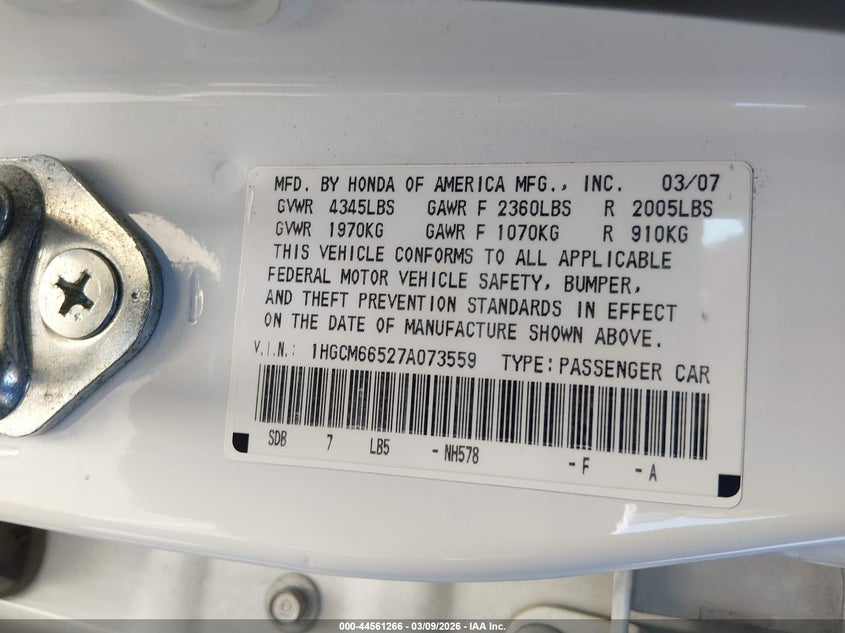 MFD. BY HONDA OF AMERICA MFG., INC. 03/07
GVWR 4345LBS GAWR F 2360LBS R 2005LBS
GVWR 1970KG GAWR F 1070KG R 910KG
THIS VEHICLE CONFORMS TO ALL APPLICABLE
FEDERAL MOTOR VEHICLE SAFETY, BUMPER,
AND THEFT PREVENTION STANDARDS IN EFFECT
ON THE DATE OF MANUFACTURE SHOWN ABOVE.
V.I.N.: 1HGCM66527A073559 TYPE: PASSENGER CAR
SDB 7 LB5 - NH578 - F - A
000-44561266 - 03/09/2026 - IAA Inc.